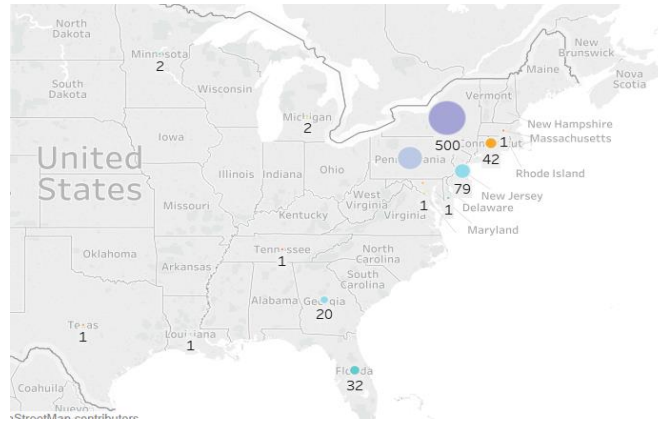 North
Dakota
Minnesota
2
South
Dakota
Wisconsin
Michigan
2
New
Brunswick
Maine
Nova
Scotia
Vermont
New Hampshire
Massachusetts
1
500
42
Rhode Island
Iowa
United
States
Illinois
Indiana
Ohio
79
New Jersey
Delaware
1
Maryland
West
Virginia
Virginia
1
Missouri
Kentucky
Oklahoma
Arkansas
Tennessee
1
North
Carolina
South
Carolina
Alabama
Georgia
20
Texas
1
Louisiana
1
Florida
32
Coahuila
Nuevo
StreetMap contributors